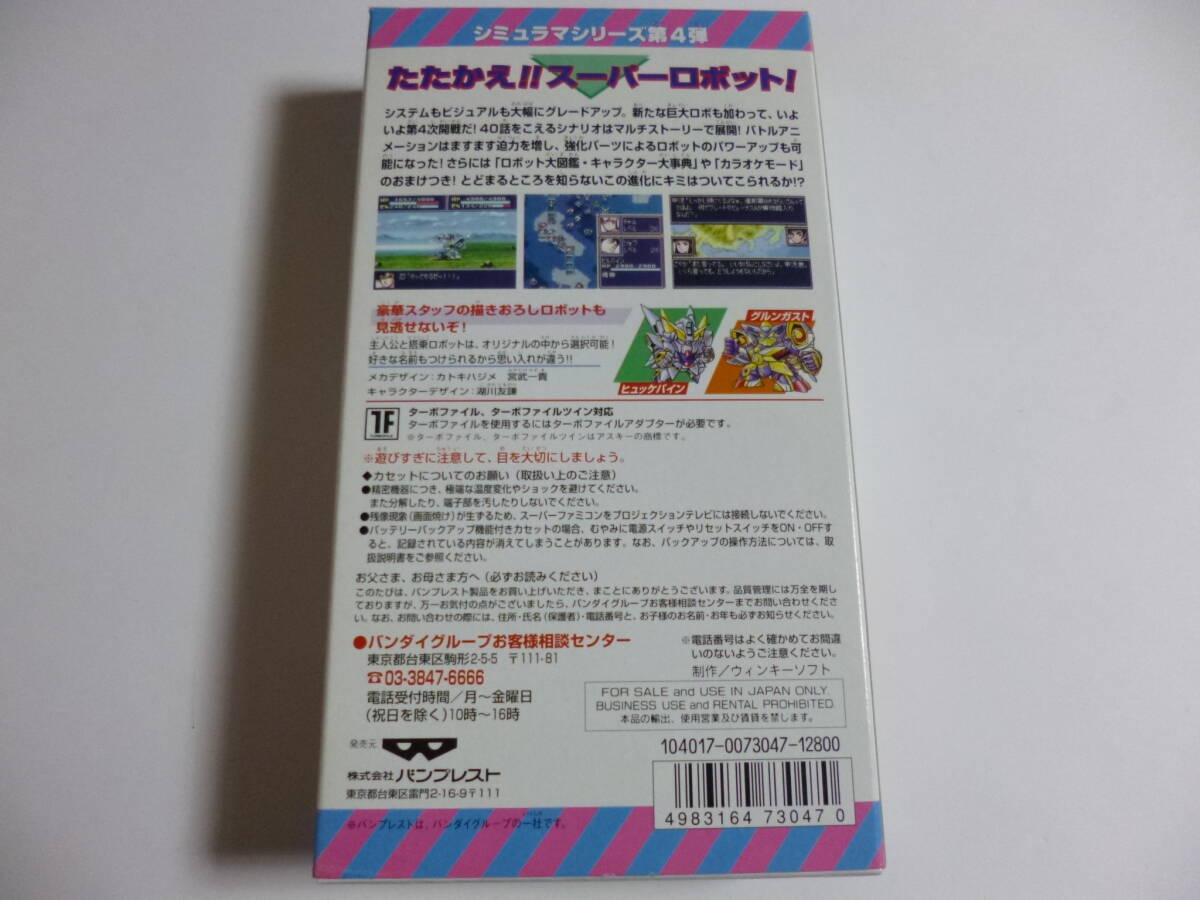 シミュラマシリーズ第4弾
たたかえ!!スーパーロボット!
システムもビジュアルも大幅にグレードアップ。新たな巨大ロボも加わって、いよ
いよ第4次開戦だ!40話をこえるシナリオはマルチストーリーで展開!バトルアニ
メーションはますます迫力を増し、強化パーツによるロボットのパワーアップも可
能になった!さらには「ロボット大図鑑・キャラクター大事典」や「カラオケモード」
のおまけつき!とどまるところを知らないこの進化にキミはついてこられるか!?
豪華スタッフの描きおろしロボットも
見逃せないぞ!
主人公と搭乗ロボットは、オリジナルの中から選択可能!
好きな名前もつけられるから思い入れが違う!!
メカデザイン:カトキハジメ 宮武一貴
キャラクターデザイン:湖川友謙
ヒュッケバイン
グルンガスト
TF
ターボファイル、ターボファイルツイン対応
ターボファイルを使用するにはターボファイルアダプターが必要です。
※ターボファイル、ターボファイルツインはアスキーの商標です。
※遊びすぎに注意して、目を大切にしましょう。
◆カセットについてのお願い(取扱い上のご注意)
●精密機器につき、極端な温度変化やショックを避けてください。
また分解したり、端子部を汚したりしないでください。
●残像現象(画面焼け)が生ずるため、スーパーファミコンをプロジェクションテレビには接続しないでください。
●バッテリーバックアップ機能付きカセットの場合、むやみに電源スイッチやリセットスイッチをON・OFFす
ると、記録されている内容が消えてしまうことがあります。なお、バックアップの操作方法については、取
扱説明書をご参照ください。
お父さま、お母さま方へ(必ずお読みください)
このたびは、バンプレスト製品をお買い上げいただき、まことにありがとうございます。品質管理には万全を期し
ておりますが、万一お気付の点がございましたら、バンダイグループお客様相談センターまでお問い合わせくださ
い。なお、お問い合わせの際には、住所・氏名(保護者)・電話番号と、お子様のお名前・お年も必ずお知らせください。
●バンダイグループお客様相談センター
東京都台東区駒形2-5-5 〒111-81
☎03-3847-6666
電話受付時間/月〜金曜日
(祝日を除く)10時〜16時
※電話番号はよく確かめてお間違
いのないようご注意ください。
制作/ウィンキーソフト
FOR SALE and USE IN JAPAN ONLY.
BUSINESS USE and RENTAL PROHIBITED.
本品の輸出、使用営業及び賃貸を禁じます。
発売元
株式会社バンプレスト
東京都台東区雷門2-16-9〒111
104017-0073047-12800
4983164 73047 0
※バンプレストは、バンダイグループの一社です。